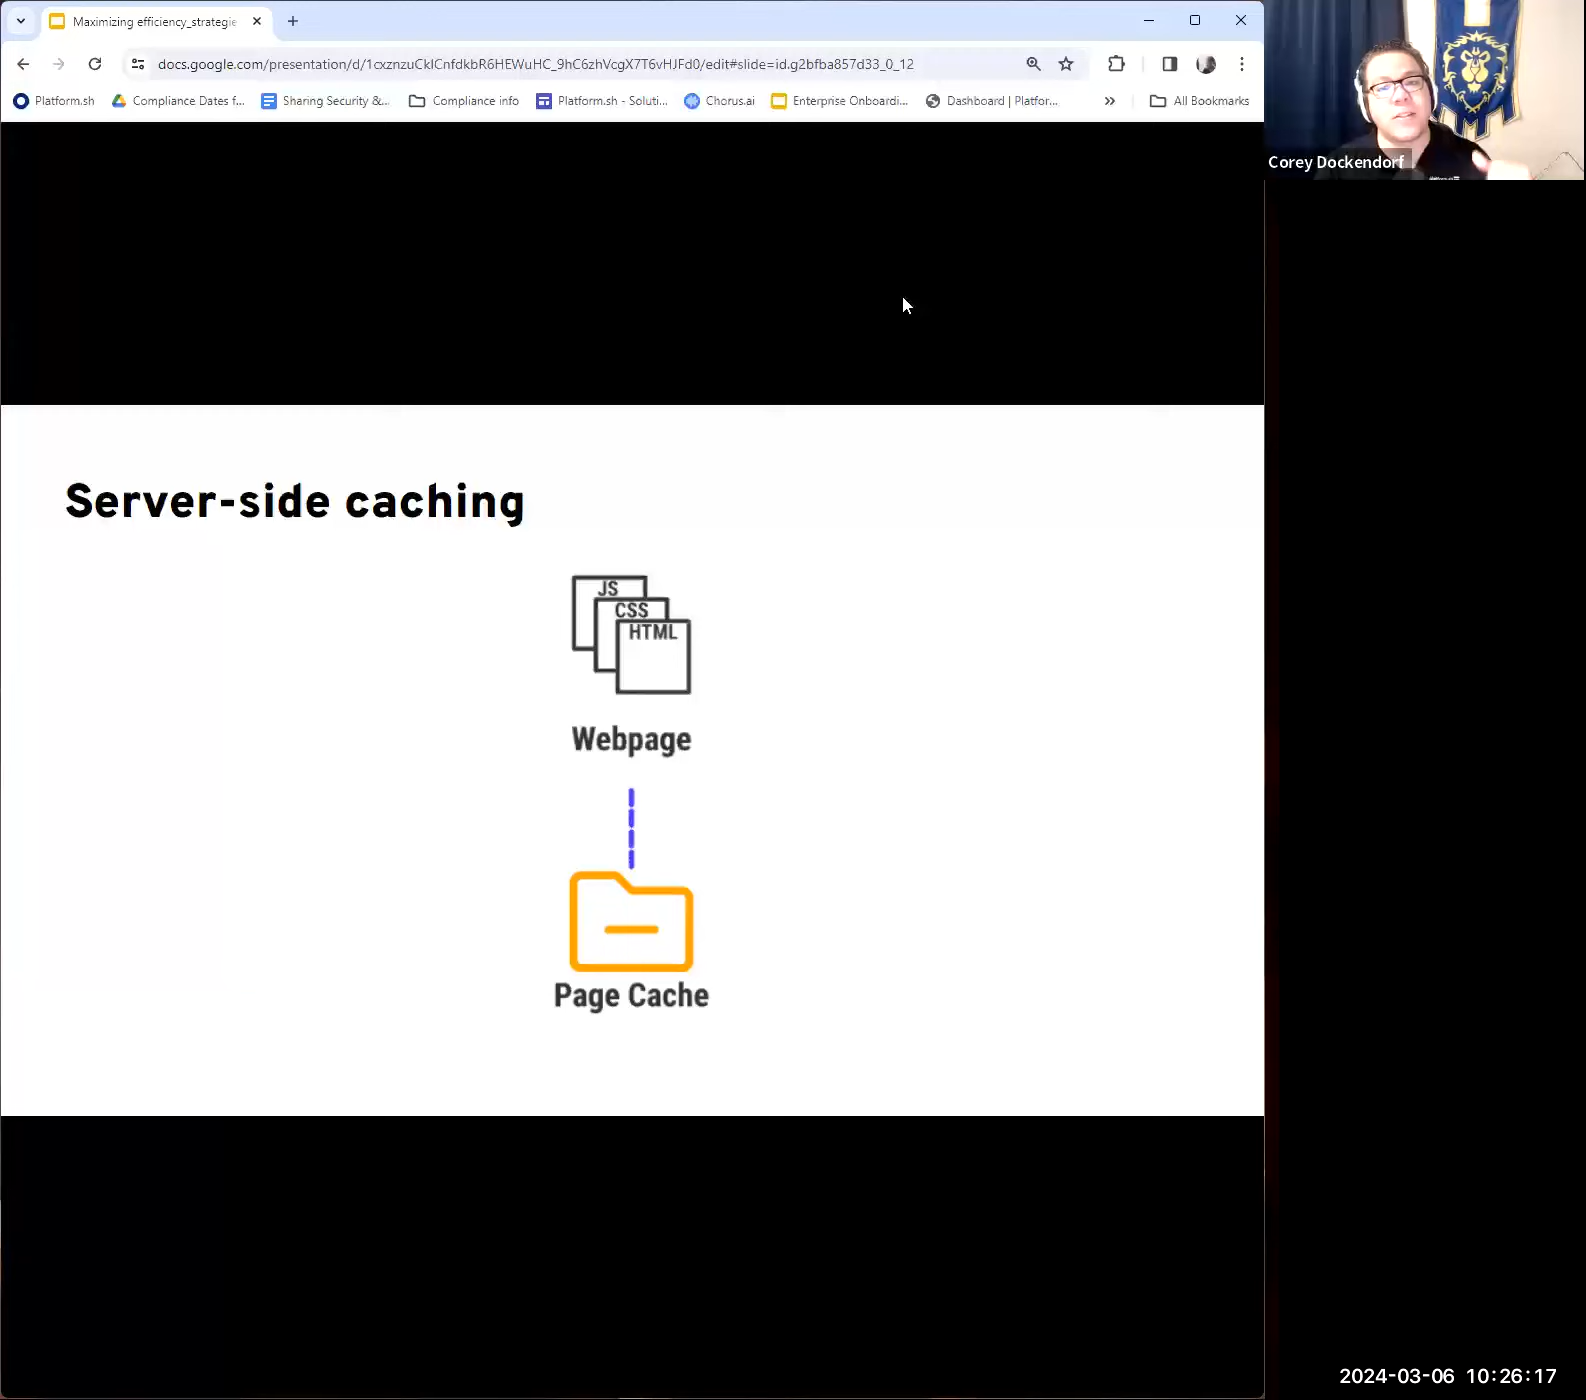 Maximizing efficiency_strategie
docs.google.com/presentation/d/1cxznzuCkICnfdkbR6HEWuHC_9hC6zhVcgX7T6vHJFd0/edit#slide=id.g2bfba857d33_0_12
Platform.sh
Compliance Dates f...
Sharing Security &...
Compliance info
Platform.sh - Soluti...
Chorus.ai
Enterprise Onboardi...
Dashboard | Platfor...
All Bookmarks
Corey Dockendorf
Server-side caching
JS
CSS
HTML
Webpage
Page Cache
2024-03-06 10:26:17